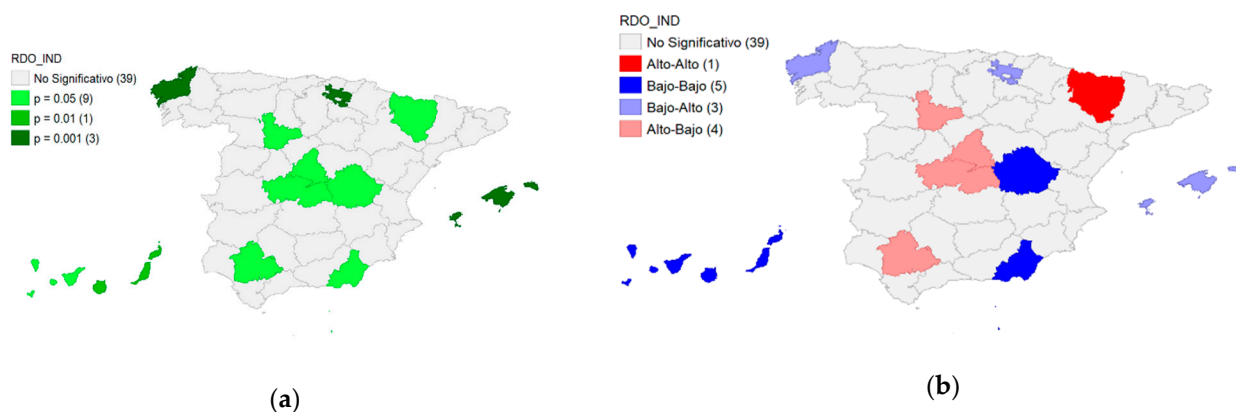 RDO_IND
No Significativo (39)
p = 0.05 (9)
p = 0.01 (1)
p = 0.001 (3)
(a)
RDO_IND
No Significativo (39)
Alto-Alto (1)
Bajo-Bajo (5)
Bajo-Alto (3)
Alto-Bajo (4)
(b)